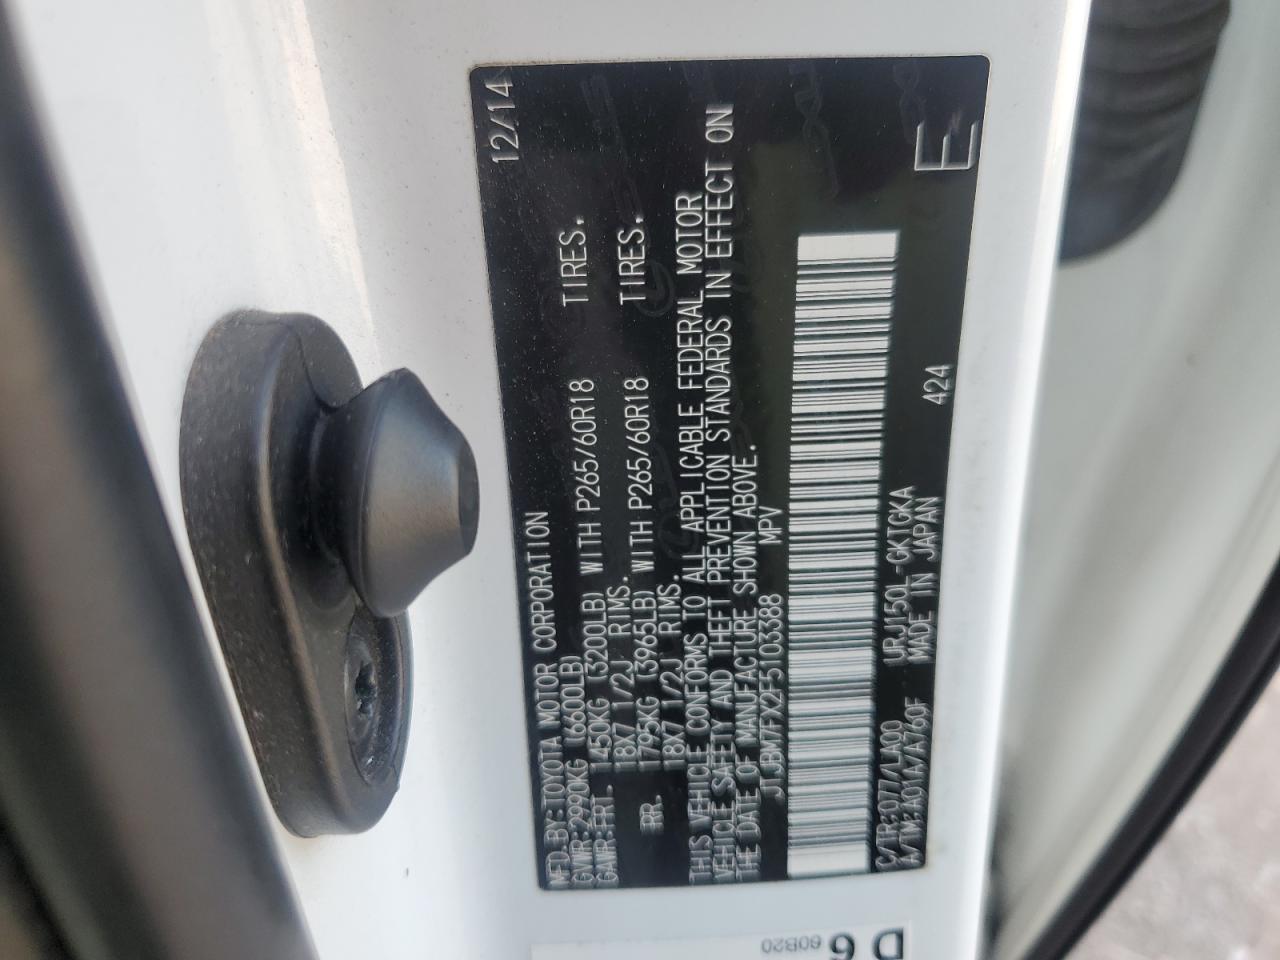 MFD.BY:TOYOTA MOTOR CORPORATION 12/14
GVWR:2990KG (6600LB)
GAWR:FRT. 1450KG (3200LB) WITH P265/60R18 TIRES.
18X7 1/2J RIMS.
RR. 1795KG (3965LB) WITH P265/60R18 TIRES.
18X7 1/2J RIMS.
THIS VEHICLE CONFORMS TO ALL APPLICABLE FEDERAL MOTOR
VEHICLE SAFETY AND THEFT PREVENTION STANDARDS IN EFFECT ON
THE DATE OF MANUFACTURE SHOWN ABOVE.
JTJBM7FX2F5103388 MPV
C/TR:077/LA00 URJ150L-GKTGKA 424
A/TM:A01A/A760F MADE IN JAPAN E
D 6
60B20